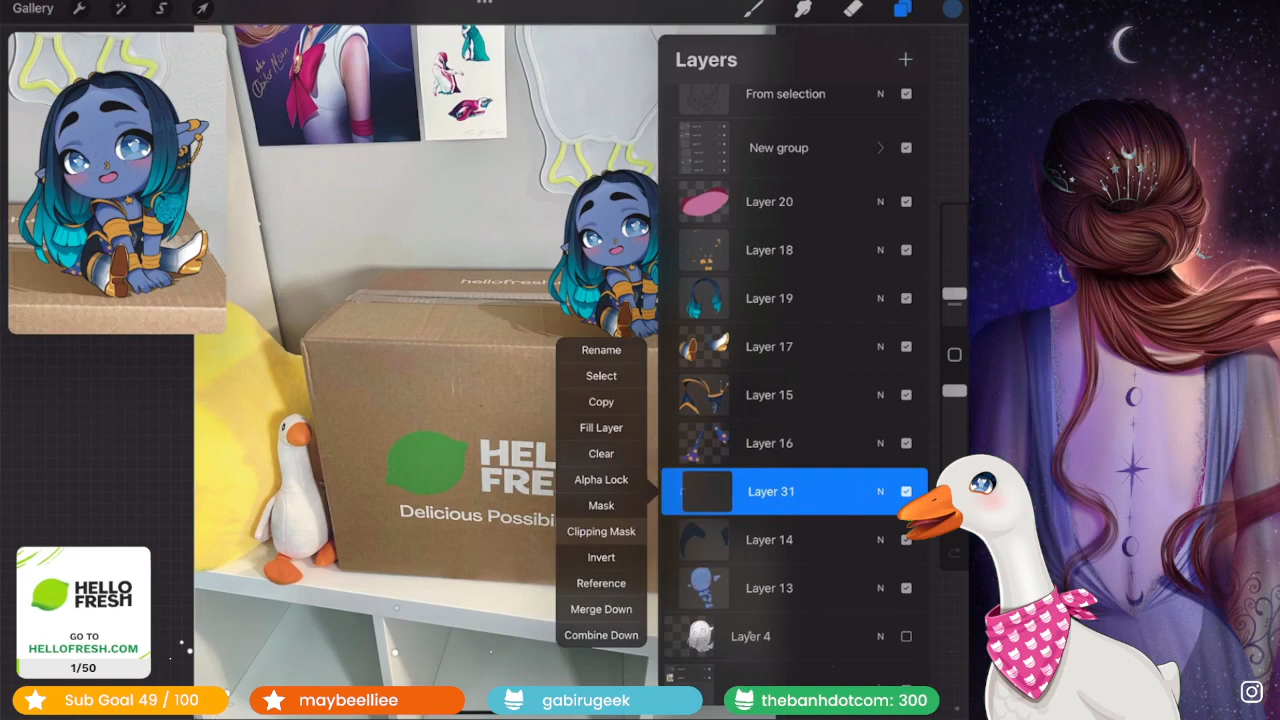 Gallery
hellofresh
HEL
FRE
Delicious Possibi
Layers
From selection
N
New group
Layer 20
N
Layer 18
N
Layer 19
N
Layer 17
N
Layer 15
N
Layer 16
N
Layer 31
N
Layer 14
Layer 13
N
Layer 4
N
Rename
Select
Copy
Fill Layer
Clear
Alpha Lock
Mask
Clipping Mask
Invert
Reference
Merge Down
Combine Down
HELLO
FRESH
GO TO
HELLOFRESH.COM
1/50
Sub Goal 49 / 100
maybeelliee
gabirugeek
thebanhdotcom: 300